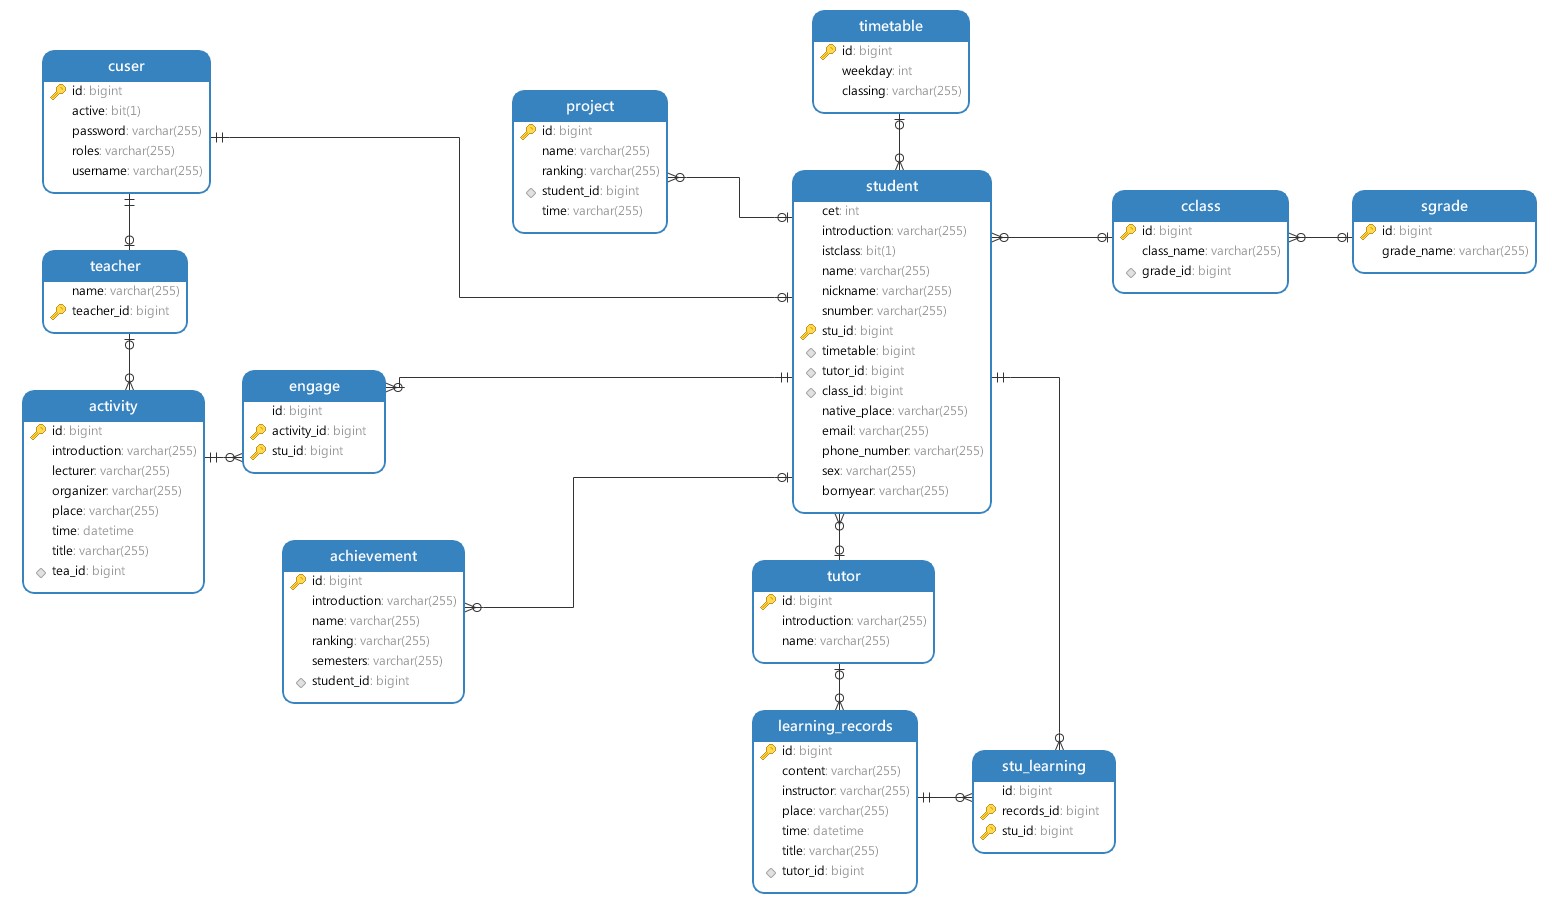 timetable
id: bigint
weekday: int
classing: varchar(255)
cuser
id: bigint
active: bit(1)
password: varchar(255)
roles: varchar(255)
username: varchar(255)
project
id: bigint
name: varchar(255)
ranking: varchar(255)
student_id: bigint
time: varchar(255)
student
cet: int
introduction: varchar(255)
istclass: bit(1)
name: varchar(255)
nickname: varchar(255)
snumber: varchar(255)
stu_id: bigint
timetable: bigint
tutor_id: bigint
class_id: bigint
native_place: varchar(255)
email: varchar(255)
phone_number: varchar(255)
sex: varchar(255)
bornyear: varchar(255)
cclass
id: bigint
class_name: varchar(255)
grade_id: bigint
sgrade
id: bigint
grade_name: varchar(255)
teacher
name: varchar(255)
teacher_id: bigint
engage
id: bigint
activity_id: bigint
stu_id: bigint
activity
id: bigint
introduction: varchar(255)
lecturer: varchar(255)
organizer: varchar(255)
place: varchar(255)
time: datetime
title: varchar(255)
tea_id: bigint
achievement
id: bigint
introduction: varchar(255)
name: varchar(255)
ranking: varchar(255)
semesters: varchar(255)
student_id: bigint
tutor
id: bigint
introduction: varchar(255)
name: varchar(255)
learning_records
id: bigint
content: varchar(255)
instructor: varchar(255)
place: varchar(255)
time: datetime
title: varchar(255)
tutor_id: bigint
stu_learning
id: bigint
records_id: bigint
stu_id: bigint